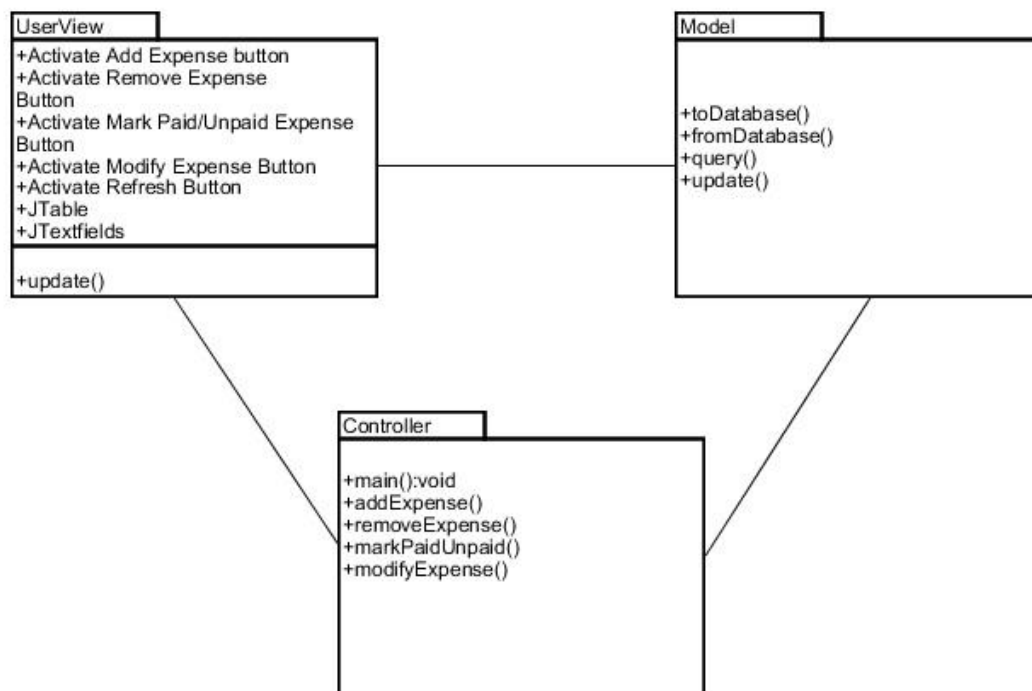 UserView
+Activate Add Expense button
+Activate Remove Expense
Button
+Activate Mark Paid/Unpaid Expense
Button
+Activate Modify Expense Button
+Activate Refresh Button
+JTable
+JTextfields
+update()
Model
+toDatabase()
+fromDatabase()
+query()
+update()
Controller
+main():void
+addExpense()
+removeExpense()
+markPaidUnpaid()
+modifyExpense()